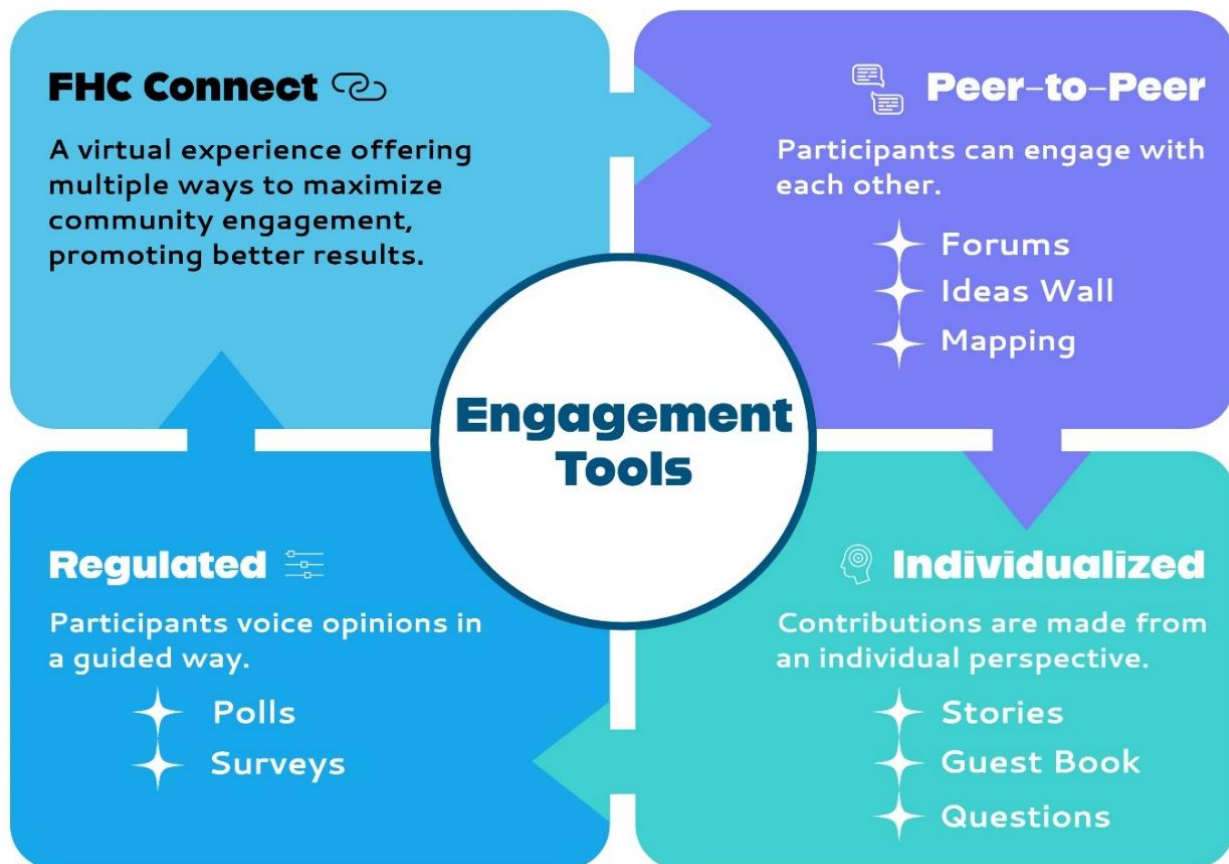 FHC Connect
A virtual experience offering
multiple ways to maximize
community engagement,
promoting better results.
Peer-to-Peer
Participants can engage with
each other.
Forums
Ideas Wall
Mapping
Engagement
Tools
Regulated
Participants voice opinions in
a guided way.
Polls
Surveys
Individualized
Contributions are made from
an individual perspective.
Stories
Guest Book
Questions